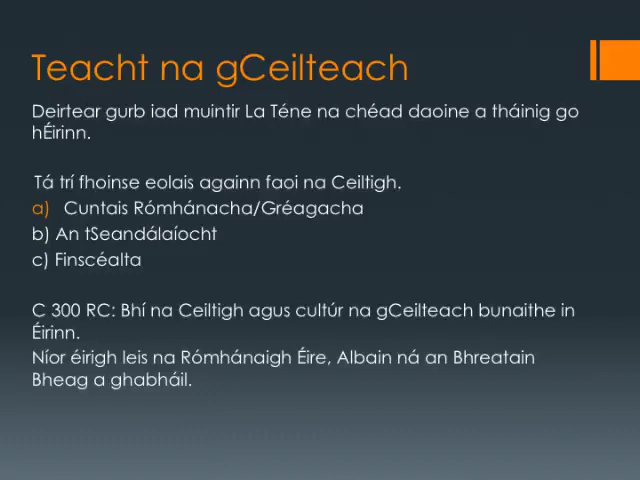 Teacht na gCeilteach
Deirtear gurb iad muintir La Téne na chéad daoine a tháinig go
hÉirinn.
Tá trí fhoinse eolais againn faoi na Ceiltigh.
a) Cuntais Rómhánacha/Gréagacha
b) An tSeandálaíocht
c) Finscéalta
C 300 RC: Bhí na Ceiltigh agus cultúr na gCeilteach bunaithe in
Éirinn.
Níor éirigh leis na Rómhánaigh Éire, Albain ná an Bhreatain
Bheag a ghabháil.